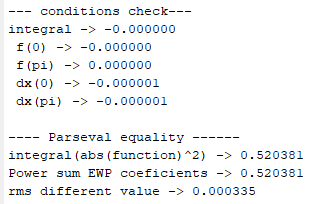 --- conditions check---
integral -> -0.000000
f(0) -> -0.000000
f(pi) -> 0.000000
dx(0) -> -0.000001
dx(pi) -> -0.000001
---- Parseval equality ------
integral(abs(function)^2) -> 0.520381
Power sum EWP coeficients -> 0.520381
rms different value -> 0.000335